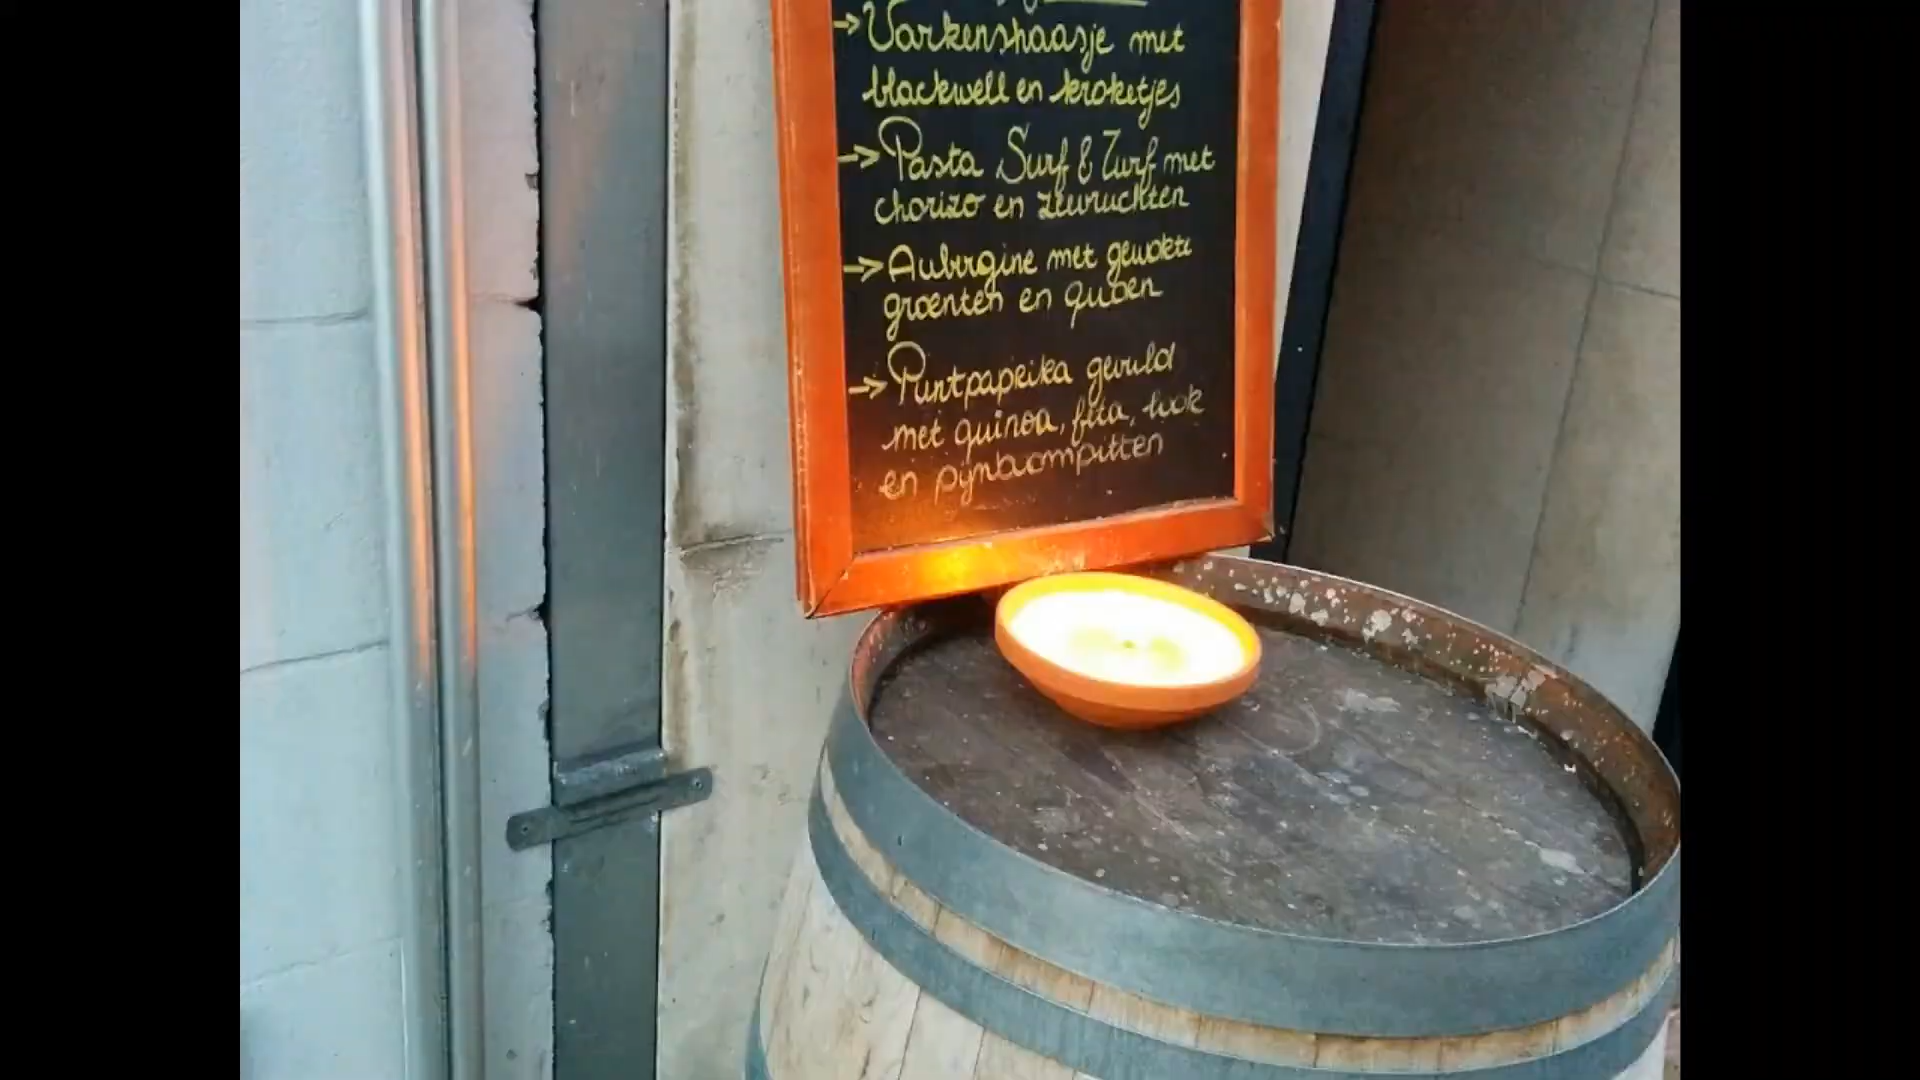 → Varkenshaasje met
blackwell en kroketjes
→ Pasta Surf & Turf met
chorizo en zeevruchten
→ Aubergine met gewokte
groenten en quoen
→ Puntpaprika gevuld
met quinoa, feta, look
en pijnboompitten